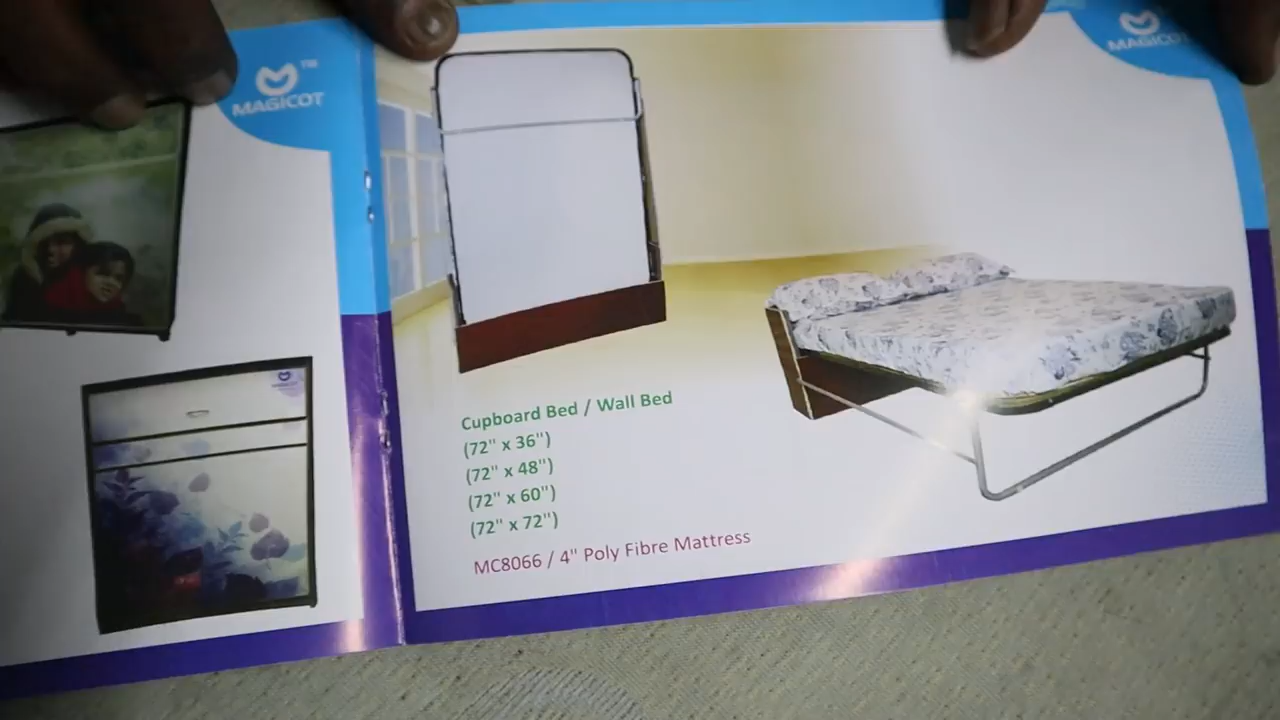 TM
MAGICOT
MAGICOT
Cupboard Bed / Wall Bed
(72" x 36")
(72" x 48")
(72" x 60")
(72" x 72")
MC8066 / 4" Poly Fibre Mattress